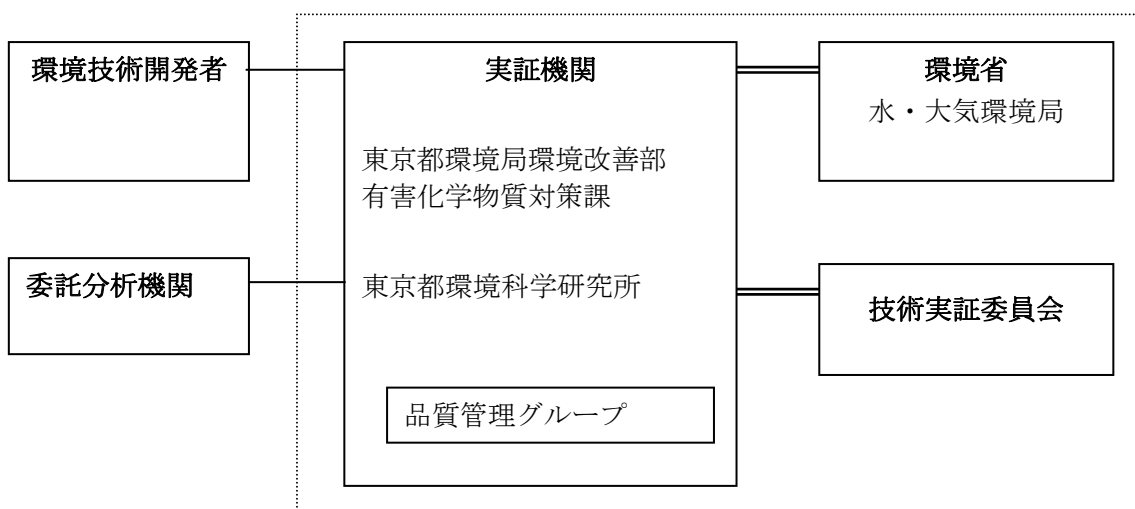 環境技術開発者
実証機関
環境省
水・大気環境局
東京都環境局環境改善部
有害化学物質対策課
委託分析機関
東京都環境科学研究所
技術実証委員会
品質管理グループ